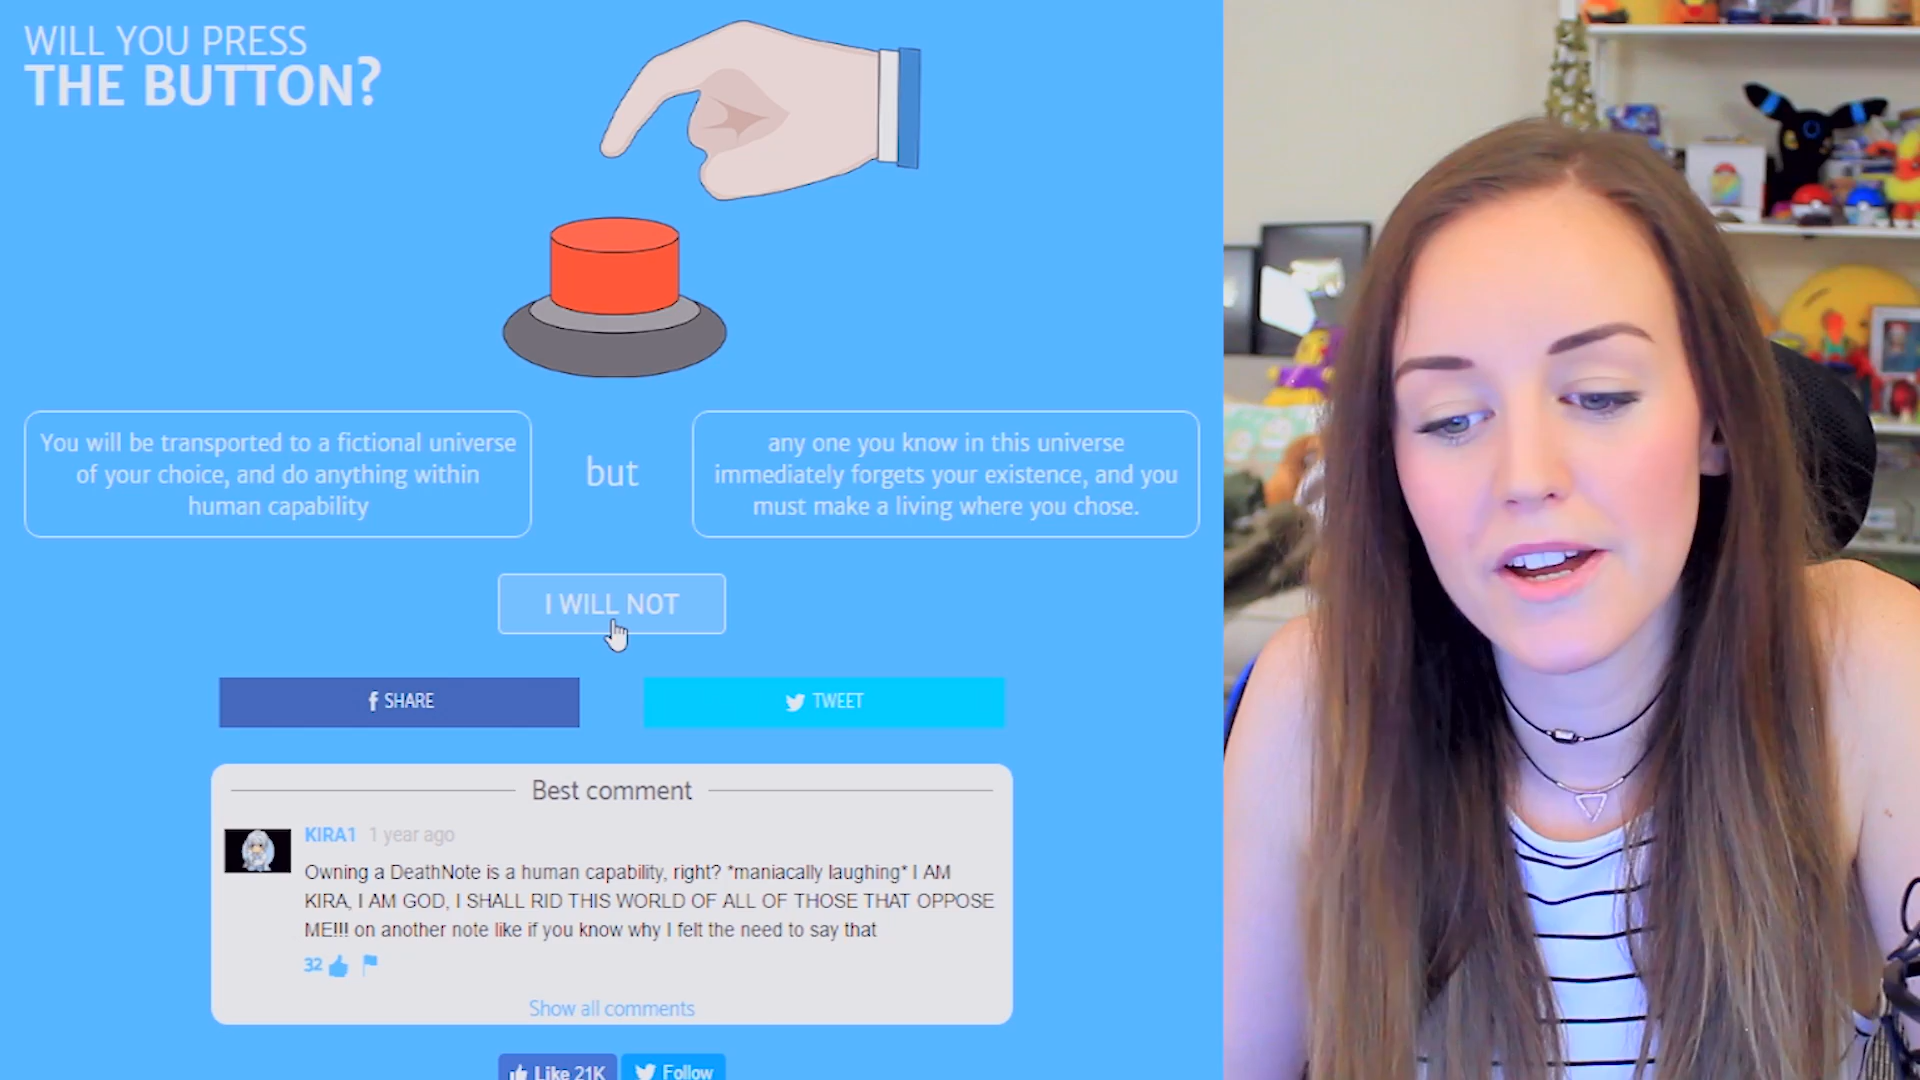 WILL YOU PRESS
THE BUTTON?
You will be transported to a fictional universe
of your choice, and do anything within
human capability
but
any one you know in this universe
immediately forgets your existence, and you
must make a living where you chose.
I WILL NOT
SHARE
TWEET
Best comment
KIRA1 1 year ago
Owning a DeathNote is a human capability, right? *maniacally laughing* I AM
KIRA, I AM GOD, I SHALL RID THIS WORLD OF ALL OF THOSE THAT OPPOSE
ME!!! on another note like if you know why I felt the need to say that
32
Show all comments
Like 21K
Follow